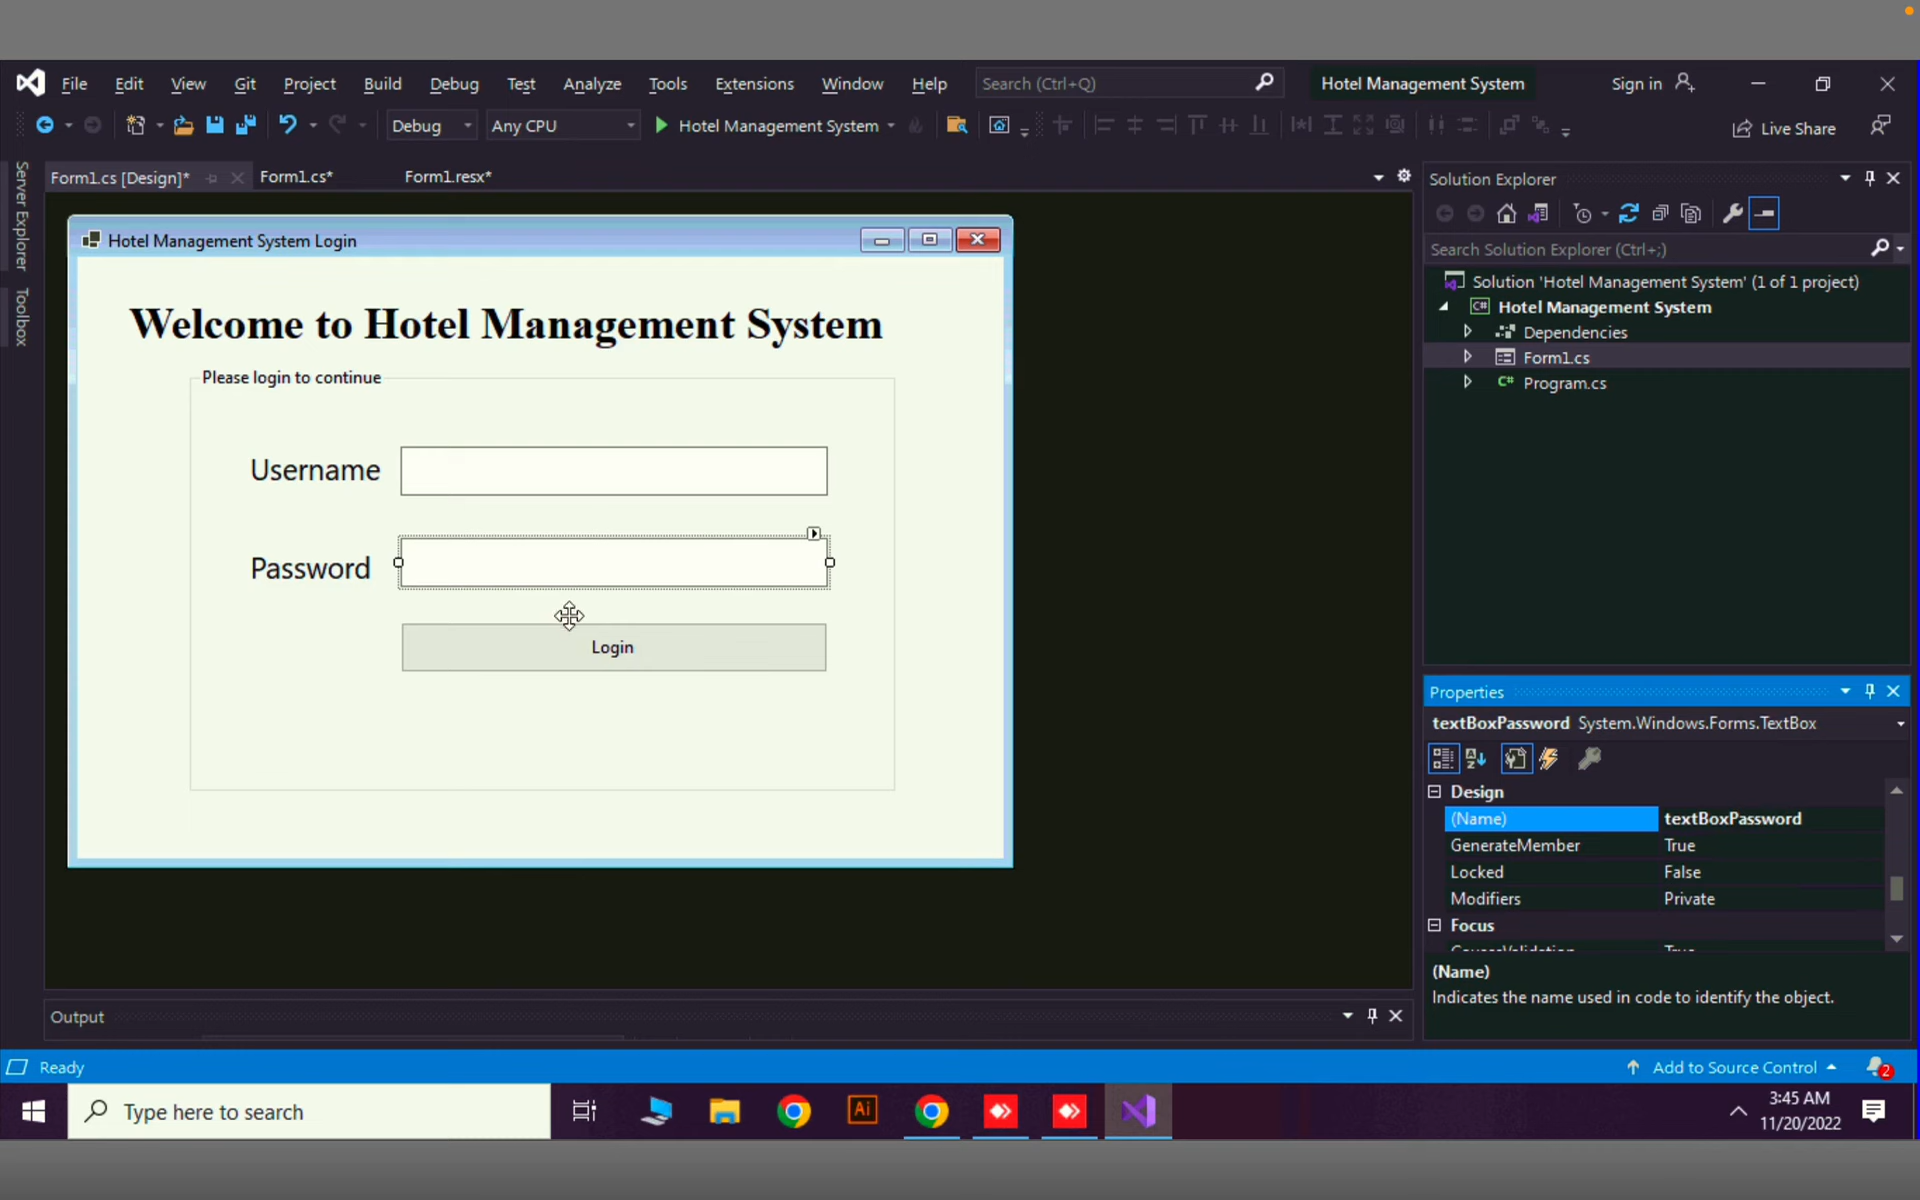 File Edit View Git Project Build Debug Test Analyze Tools Extensions Window Help Search (Ctrl+Q) Hotel Management System Sign in
Debug Any CPU Hotel Management System Live Share
Server Explorer
Toolbox
Form1.cs [Design]* Form1.cs* Form1.resx*
Hotel Management System Login
Welcome to Hotel Management System
Please login to continue
Username
Password
Login
Solution Explorer
Search Solution Explorer (Ctrl+;)
Solution 'Hotel Management System' (1 of 1 project)
C# Hotel Management System
Dependencies
Form1.cs
C# Program.cs
Properties
textBoxPassword System.Windows.Forms.TextBox
Design
(Name) textBoxPassword
GenerateMember True
Locked False
Modifiers Private
Focus
CausesValidation True
(Name)
Indicates the name used in code to identify the object.
Output
Ready Add to Source Control 2
Type here to search Ai 3:45 AM
11/20/2022